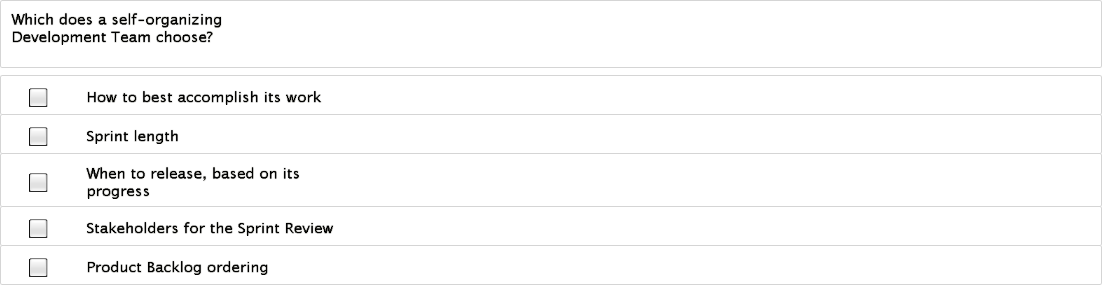 Which does a self-organizing
Development Team choose?
How to best accomplish its work
Sprint length
When to release, based on its
progress
Stakeholders for the Sprint Review
Product Backlog ordering